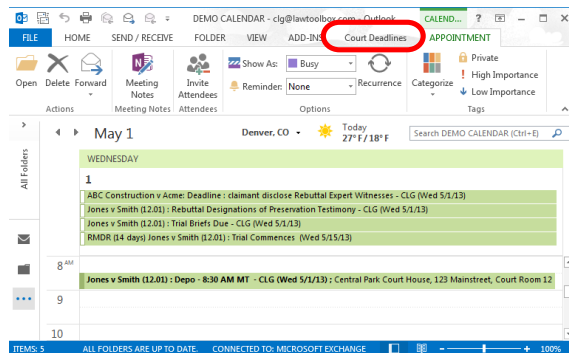 DEMO CALENDAR - clg@lawtoolbox.com - Outlook
CALEND...
FILE HOME SEND / RECEIVE FOLDER VIEW ADD-INS Court Deadlines APPOINTMENT
Open Delete Forward
Actions
Meeting Notes
Meeting Notes
Invite Attendees
Attendees
Show As: Busy
Reminder: None
Recurrence
Options
Categorize
Private
High Importance
Low Importance
Tags
May 1
Denver, CO
Today
27° F / 18° F
Search DEMO CALENDAR (Ctrl+E)
All Folders
WEDNESDAY
1
ABC Construction v Acme: Deadline : claimant disclose Rebuttal Expert Witnesses - CLG (Wed 5/1/13)
Jones v Smith (12.01) : Rebuttal Designations of Preservation Testimony - CLG (Wed 5/1/13)
Jones v Smith (12.01) : Trial Briefs Due - CLG (Wed 5/1/13)
RMDR (14 days) Jones v Smith (12.01) : Trial Commences (Wed 5/15/13)
8 AM
Jones v Smith (12.01) : Depo - 8:30 AM MT - CLG (Wed 5/1/13) ; Central Park Court House, 123 Mainstreet, Court Room 12
9
10
ITEMS: 5 ALL FOLDERS ARE UP TO DATE. CONNECTED TO: MICROSOFT EXCHANGE 100%